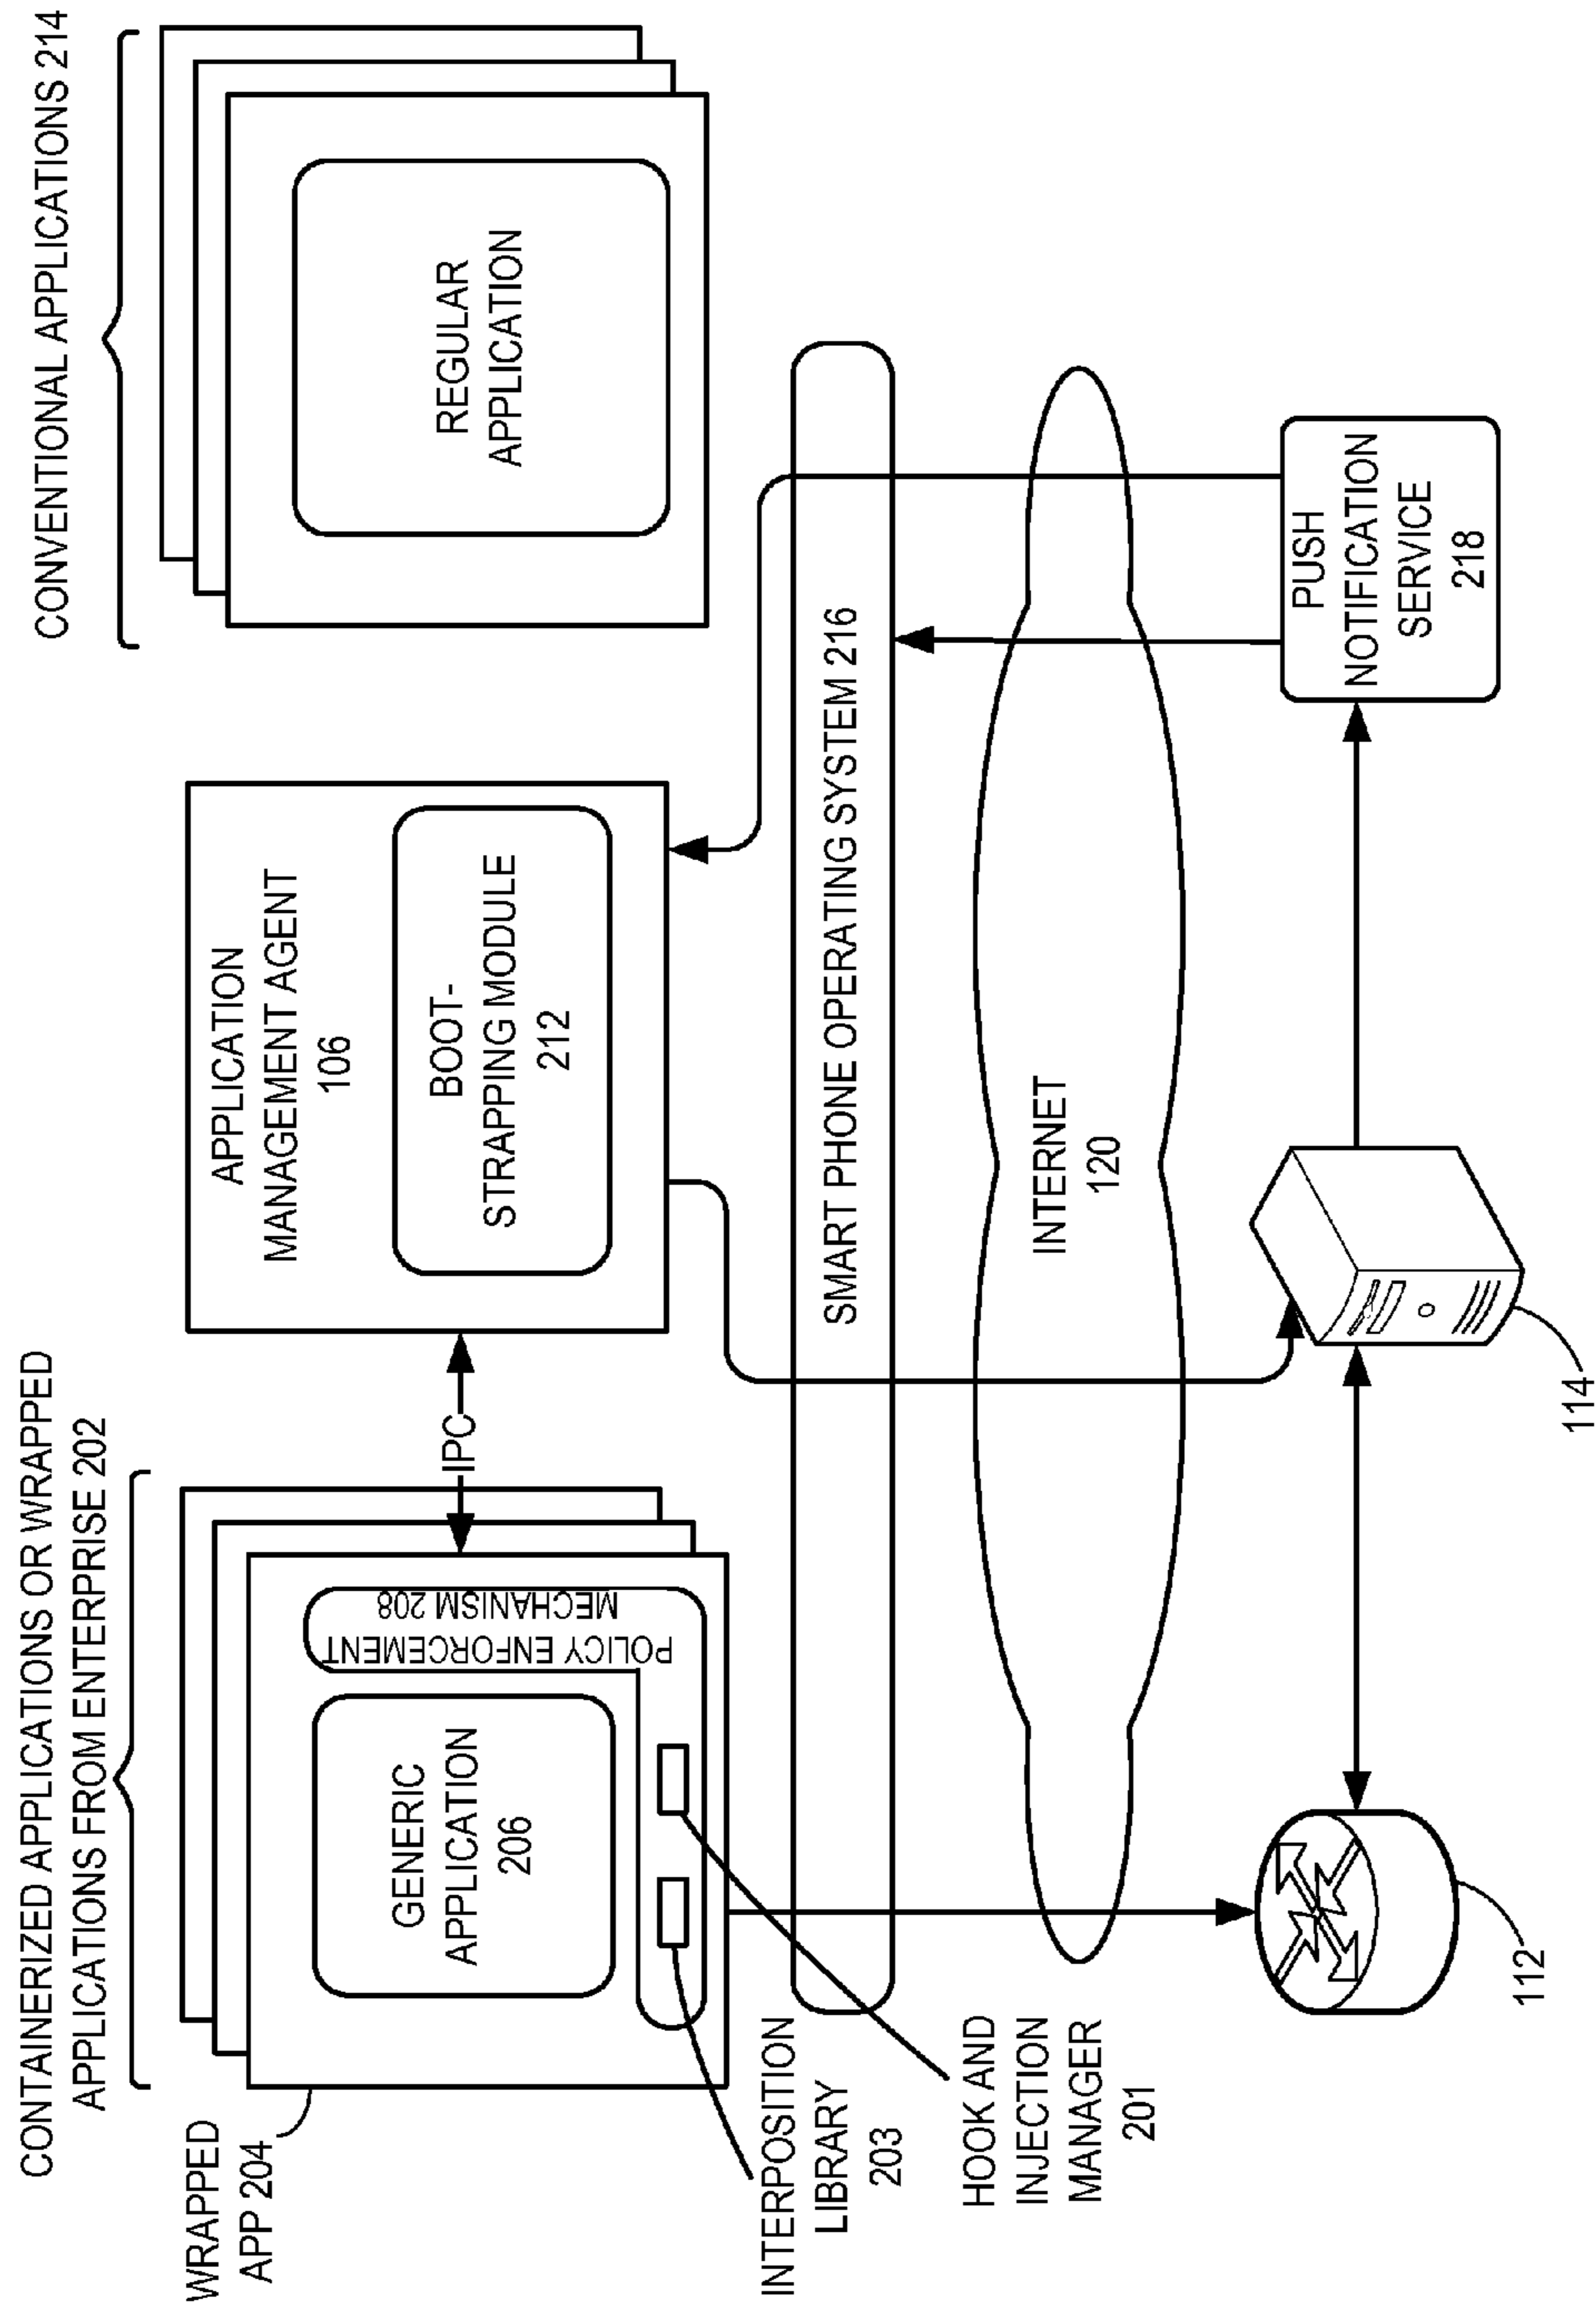 CONTAINERIZED APPLICATIONS OR WRAPPED
APPLICATIONS FROM ENTERPRISE 202
CONVENTIONAL APPLICATIONS 214
WRAPPED
APP 204
GENERIC
APPLICATION
206
POLICY ENFORCEMENT
MECHANISM 208
IPC
APPLICATION
MANAGEMENT AGENT
106
BOOT-
STRAPPING MODULE
212
REGULAR
APPLICATION
INTERPOSITION
LIBRARY
203
HOOK AND
INJECTION
MANAGER
201
SMART PHONE OPERATING SYSTEM 216
INTERNET
120
PUSH
NOTIFICATION
SERVICE
218
112
114